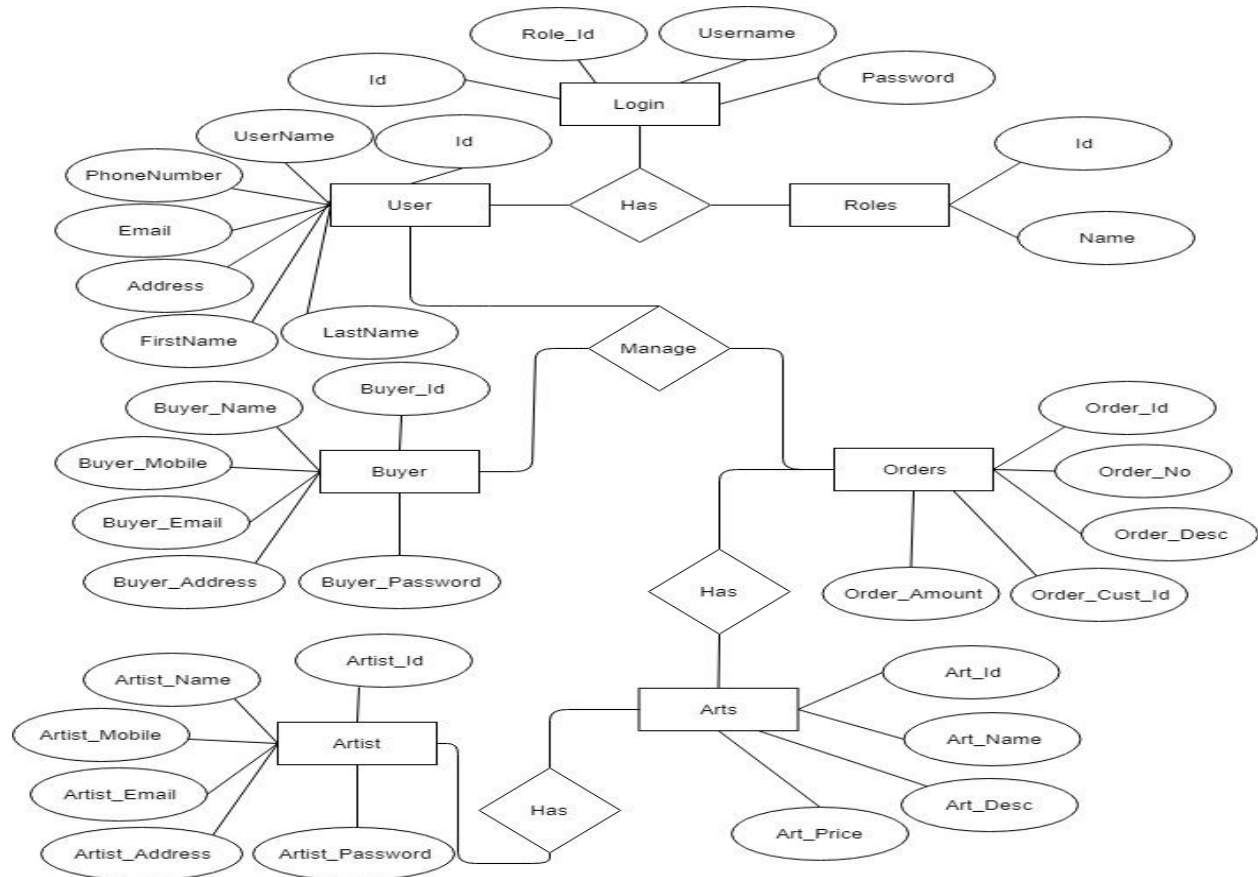 Role_Id
Username
Id
Password
Login
UserName
Id
Id
PhoneNumber
User
Has
Roles
Email
Name
Address
FirstName
LastName
Manage
Buyer_Id
Buyer_Name
Order_Id
Buyer_Mobile
Buyer
Orders
Order_No
Buyer_Email
Order_Desc
Buyer_Address
Buyer_Password
Has
Order_Amount
Order_Cust_Id
Artist_Id
Artist_Name
Art_Id
Artist_Mobile
Artist
Arts
Art_Name
Artist_Email
Has
Art_Desc
Art_Price
Artist_Address
Artist_Password